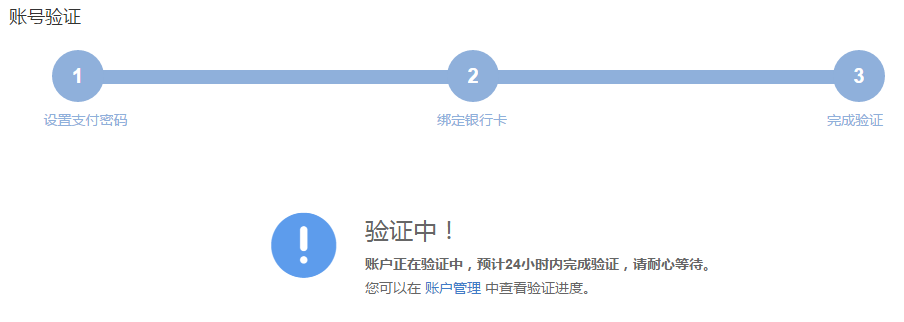 账号验证
1 2 3
设置支付密码 绑定银行卡 完成验证
验证中！
账户正在验证中，预计24小时内完成验证，请耐心等待。
您可以在 账户管理 中查看验证进度。